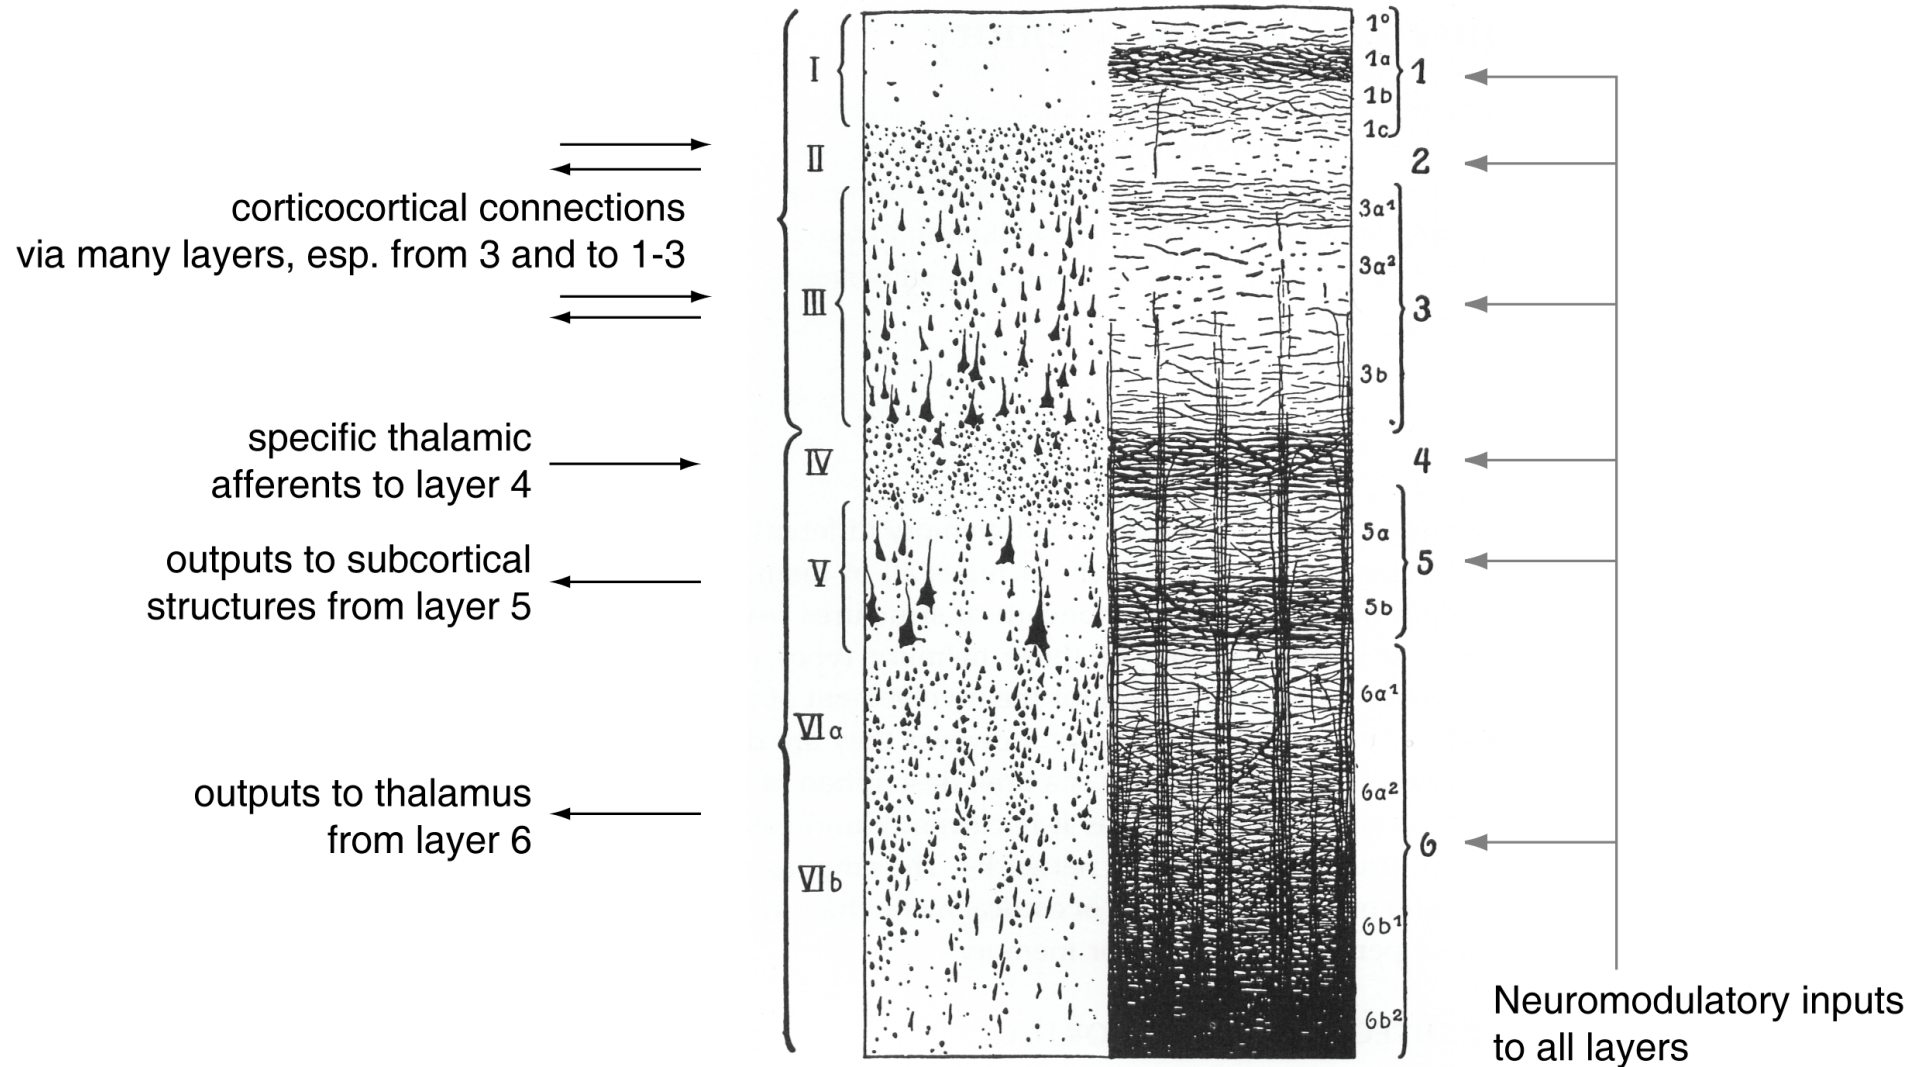 corticocortical connections
via many layers, esp. from 3 and to 1-3
specific thalamic
afferents to layer 4
outputs to subcortical
structures from layer 5
outputs to thalamus
from layer 6
I
II
III
IV
V
VIa
VIb
1°
1a
1b
1c
3a¹
3a²
3b
5a
5b
6a¹
6a²
6b¹
6b²
1
2
3
4
5
6
Neuromodulatory inputs
to all layers